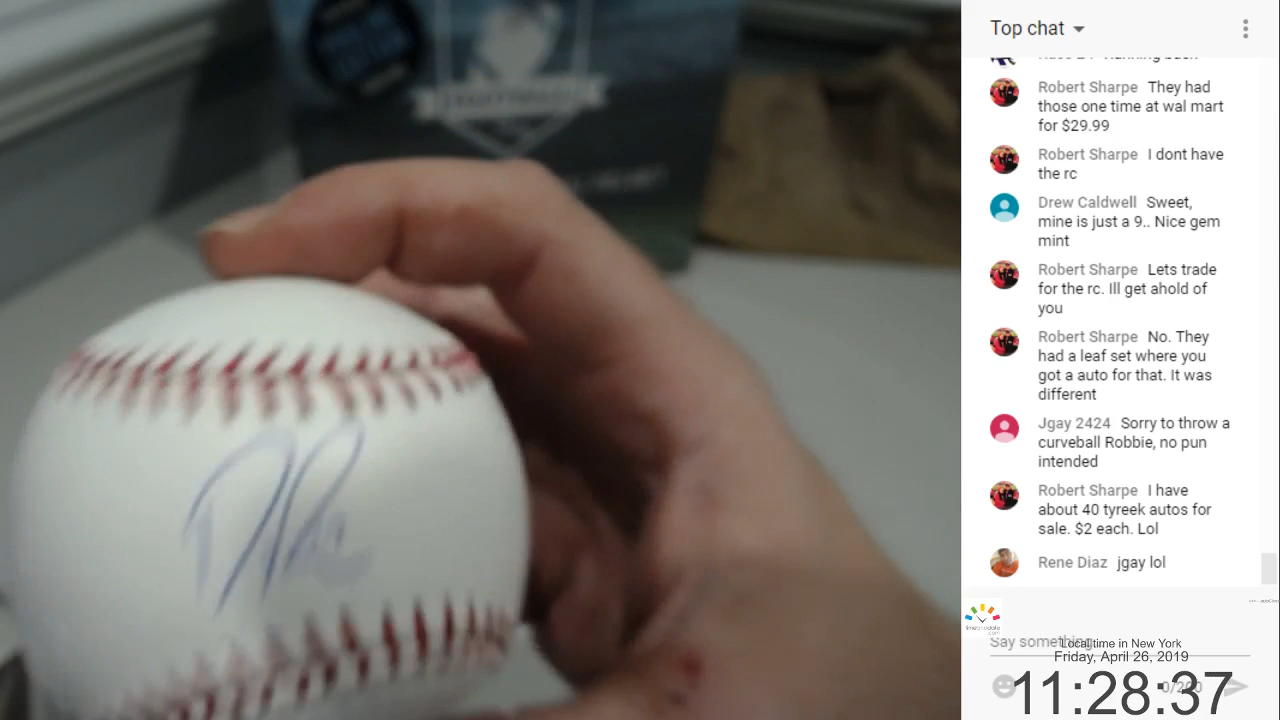 Top chat
Robert Sharpe They had
those one time at wal mart
for $29.99
Robert Sharpe I dont have
the rc
Drew Caldwell Sweet,
mine is just a 9.. Nice gem
mint
Robert Sharpe Lets trade
for the rc. Ill get ahold of
you
Robert Sharpe No. They
had a leaf set where you
got a auto for that. It was
different
Jgay 2424 Sorry to throw a
curveball Robbie, no pun
intended
Robert Sharpe I have
about 40 tyreek autos for
sale. $2 each. Lol
Rene Diaz jgay lol
Say something
Local time in New York
Friday, April 26, 2019
11:28:37